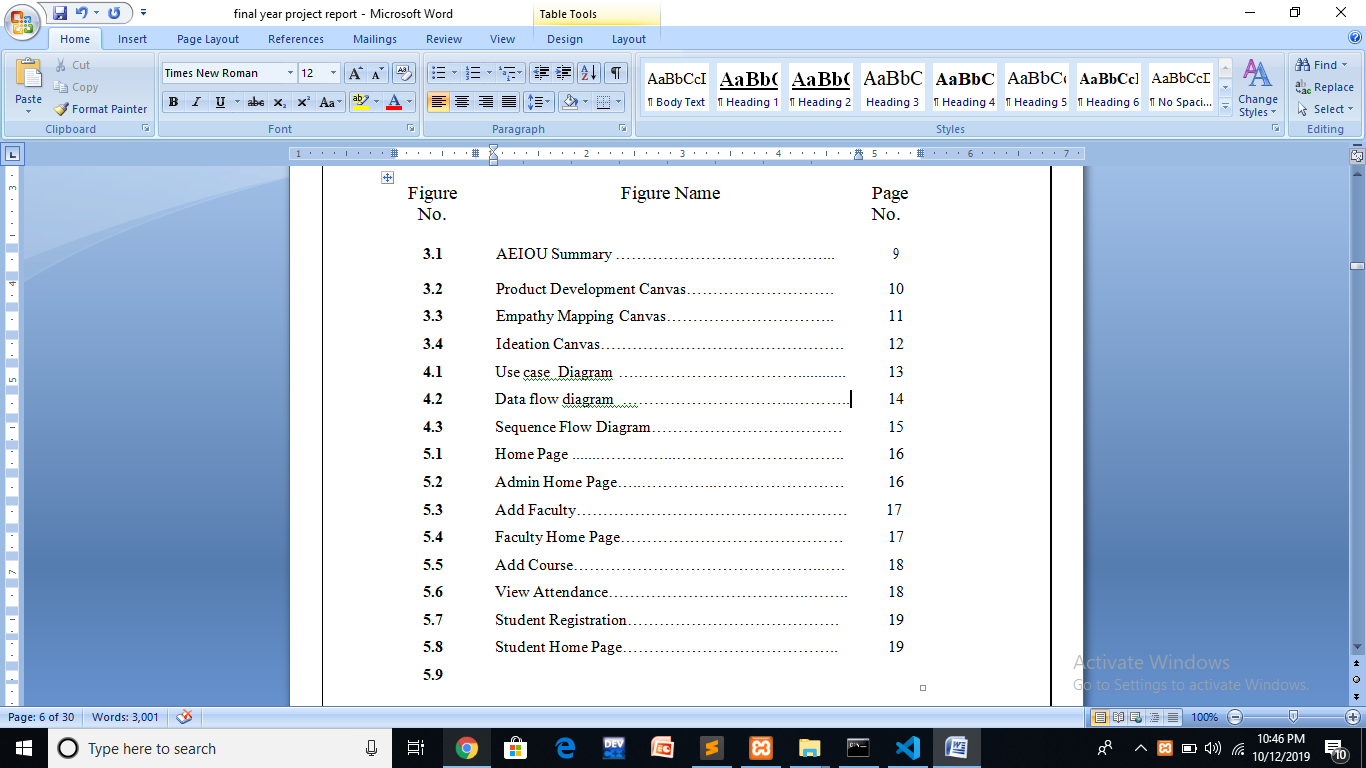 final year project report - Microsoft Word
Table Tools
Home Insert Page Layout References Mailings Review View Design Layout
Paste
Cut
Copy
Format Painter
Clipboard
Times New Roman 12
Font
Paragraph
AaBbCcI AaBb( AaBb( AaBbC AaBbC AaBbC AaBbCcI AaBbCcD
¶ Body Text ¶ Heading 1 ¶ Heading 2 Heading 3 ¶ Heading 4 ¶ Heading 5 ¶ Heading 6 ¶ No Spaci...
Styles
Change Styles
Find
Replace
Select
Editing
1 2 3 4 5 6 7
Figure No. Figure Name Page No.
3.1 AEIOU Summary ………………………………….. 9
3.2 Product Development Canvas……………………… 10
3.3 Empathy Mapping Canvas…………………………. 11
3.4 Ideation Canvas……………………………………… 12
4.1 Use case Diagram ……………………………............ 13
4.2 Data flow diagram ………………………...………. 14
4.3 Sequence Flow Diagram……………………………… 15
5.1 Home Page .......…………...…………………………. 16
5.2 Admin Home Page….…………...…………………… 16
5.3 Add Faculty………………………………………… 17
5.4 Faculty Home Page………………………………… 17
5.5 Add Course……………………………………...…. 18
5.6 View Attendance……………………………...…….. 18
5.7 Student Registration………………………………… 19
5.8 Student Home Page…………………………………. 19
5.9
Activate Windows
Go to Settings to activate Windows.
Page: 6 of 30 Words: 3,001 100%
Type here to search
10:46 PM
10/12/2019
10